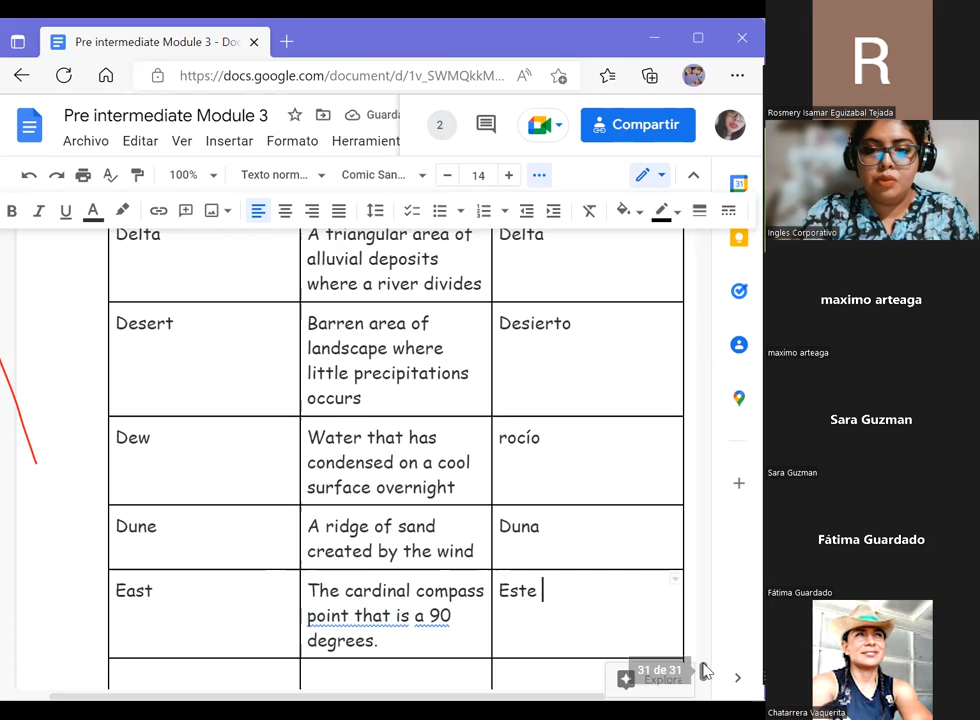 Pre intermediate Module 3 - Doc
https://docs.google.com/document/d/1v_SWMQkkM...
Pre intermediate Module 3
Guarda
2
Compartir
Archivo Editar Ver Insertar Formato Herramient
100% Texto norm... Comic San... 14
Delta
A triangular area of
alluvial deposits
where a river divides
Delta
Desert
Barren area of
landscape where
little precipitations
occurs
Desierto
Dew
Water that has
condensed on a cool
surface overnight
rocío
Dune
A ridge of sand
created by the wind
Duna
East
The cardinal compass
point that is a 90
degrees.
Este
31 de 31
Explora
R
Rosmery Isamar Eguizabal Tejada
Ingles Corporativo
maximo arteaga
maximo arteaga
Sara Guzman
Sara Guzman
Fátima Guardado
Fátima Guardado
Chatarrera Vaquerita